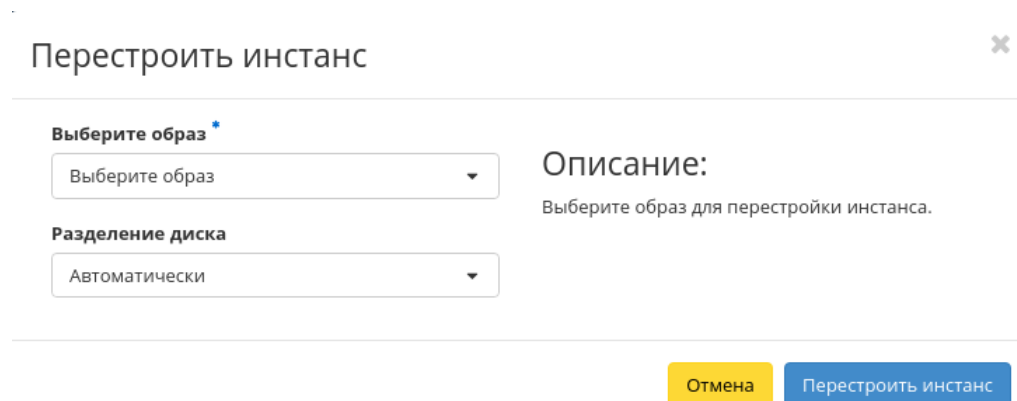 Перестроить инстанс
Выберите образ *
Выберите образ
Разделение диска
Автоматически
Описание:
Выберите образ для перестройки инстанса.
Отмена
Перестроить инстанс